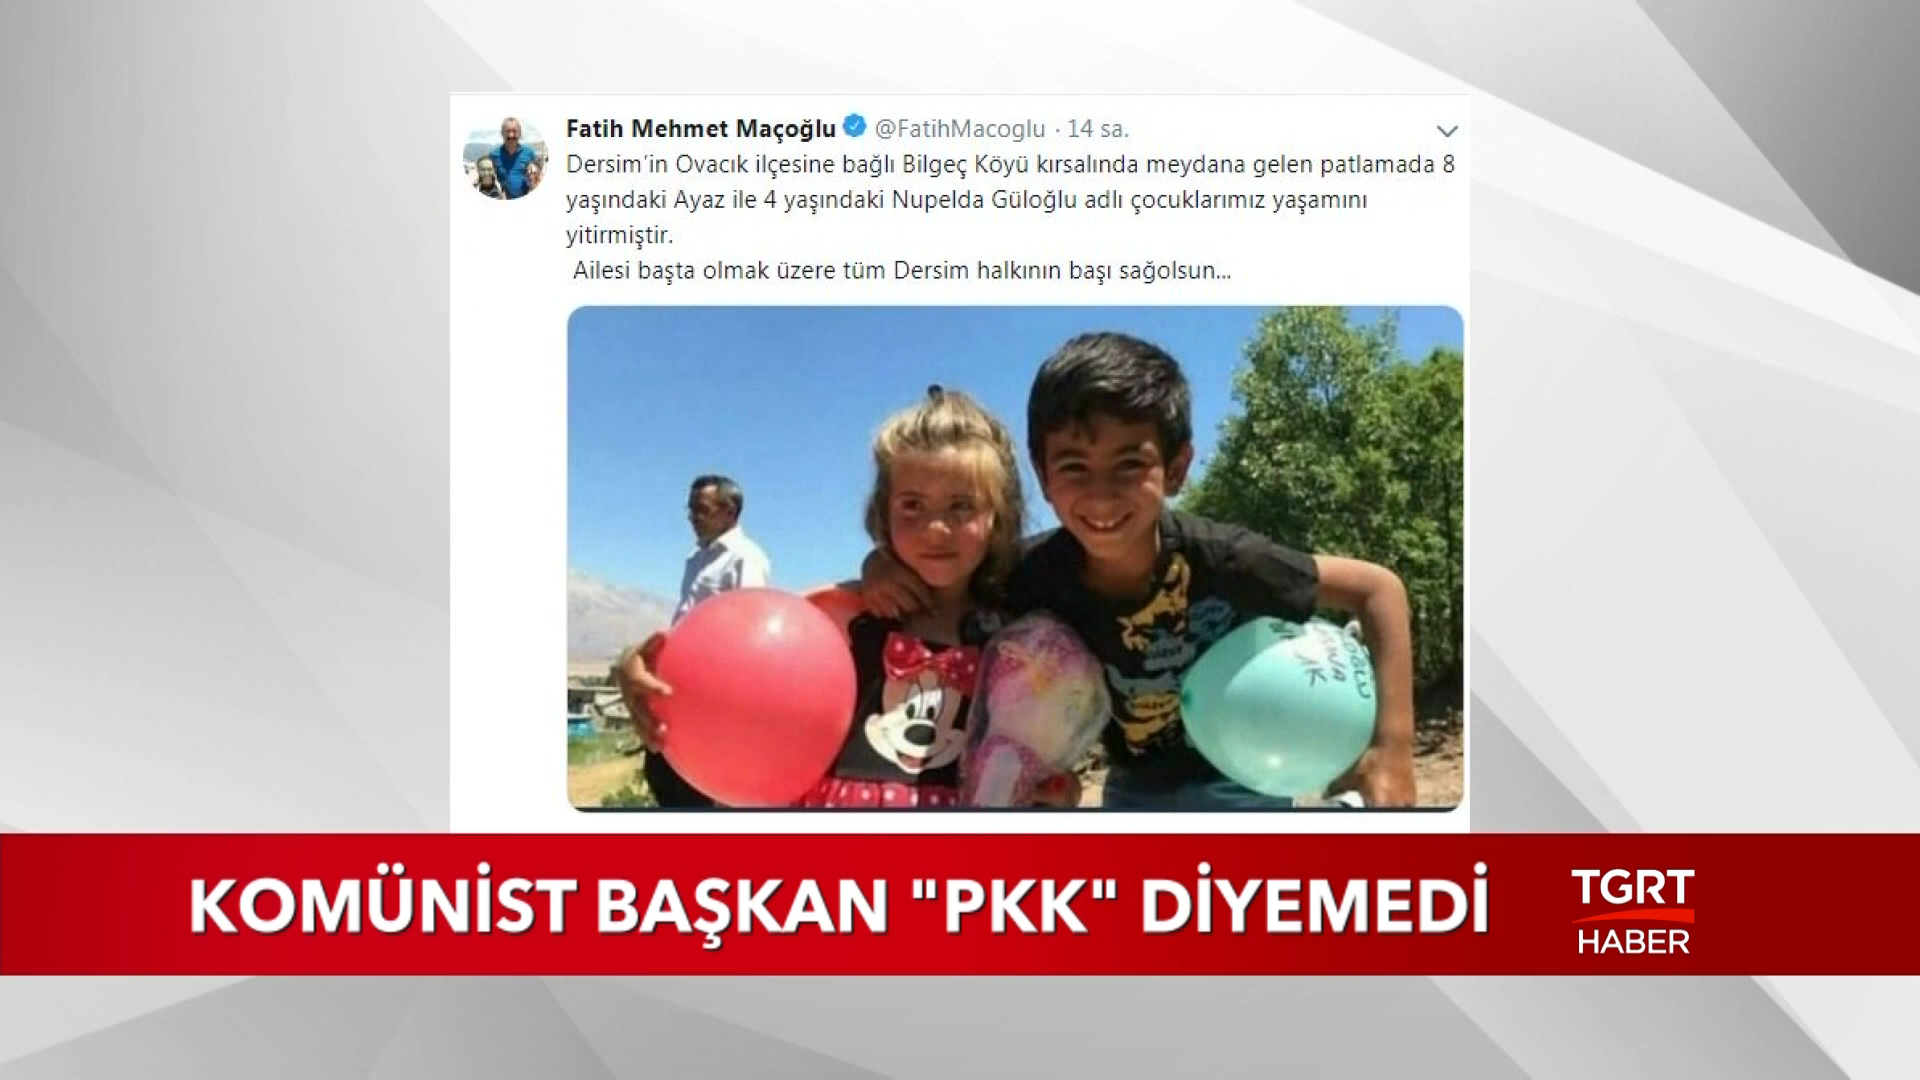 Fatih Mehmet Maçoğlu @FatihMacoglu · 14 sa.
Dersim'in Ovacık ilçesine bağlı Bilgeç Köyü kırsalında meydana gelen patlamada 8
yaşındaki Ayaz ile 4 yaşındaki Nupelda Güloğlu adlı çocuklarımız yaşamını
yitirmiştir.
Ailesi başta olmak üzere tüm Dersim halkının başı sağolsun...
KOMÜNİST BAŞKAN "PKK" DİYEMEDİ
TGRT
HABER